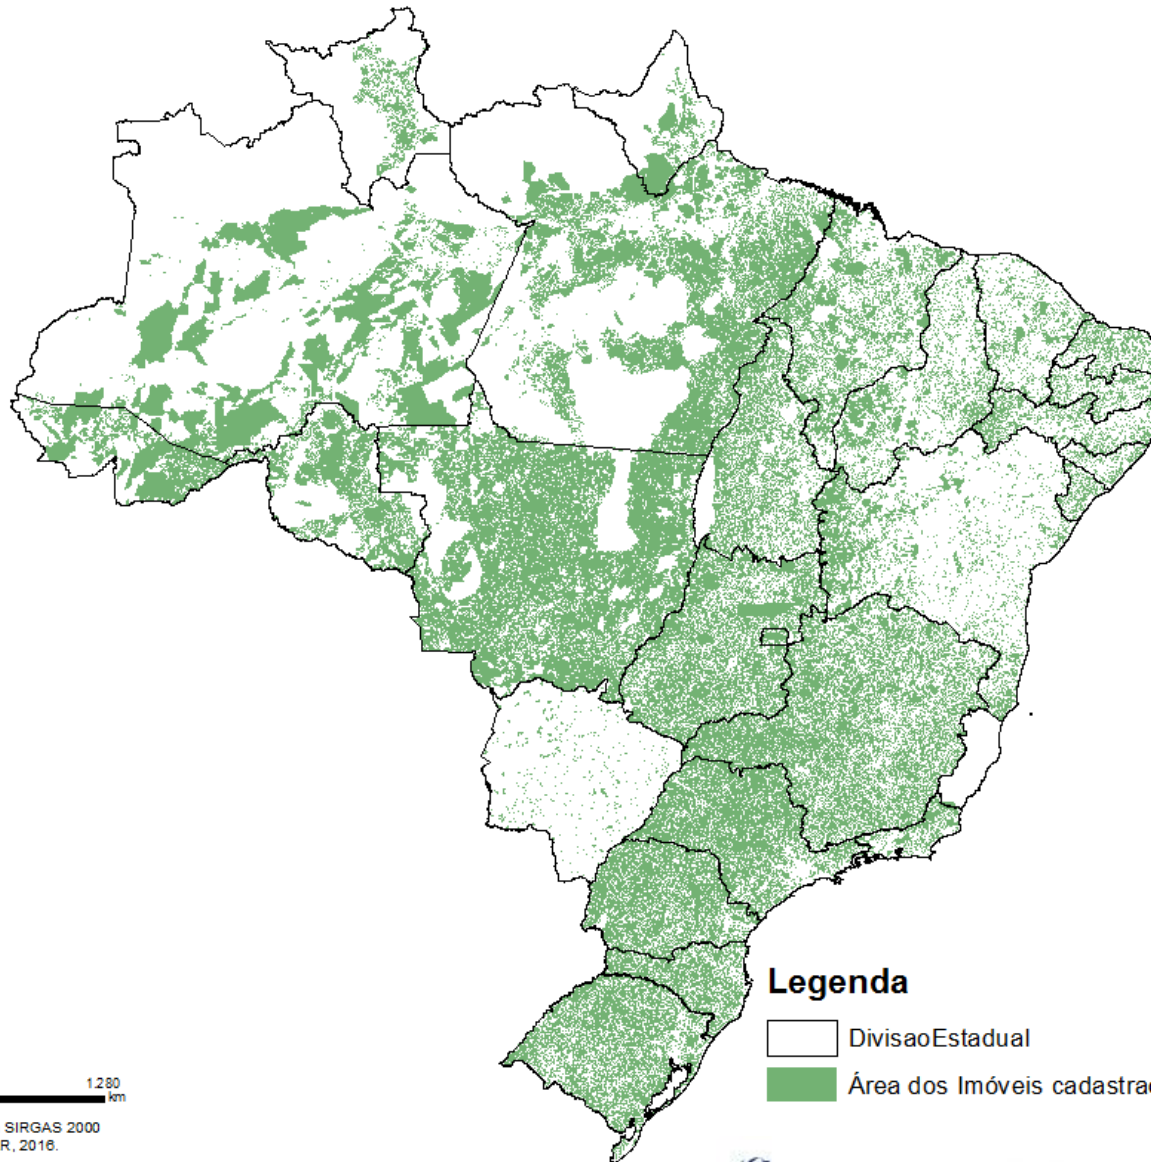 Legenda
DivisaoEstadual
Área dos Imóveis cadastra
1.280
km
SIRGAS 2000
R, 2016.